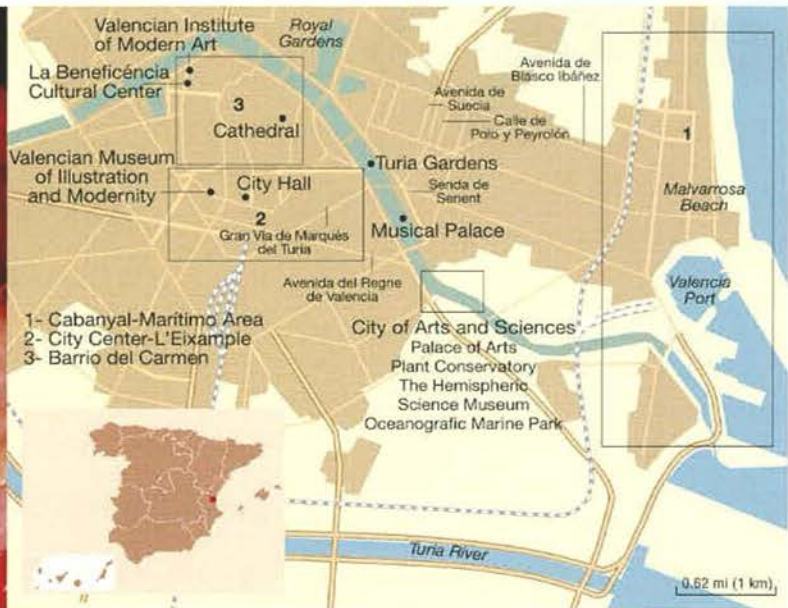 Valencian Institute
of Modern Art
La Beneficéncia
Cultural Center
Royal
Gardens
3
Cathedral
Avenida de
Blasco Ibáñez
Avenida de
Suecia
Calle de
Polo y Peyrolón
1
Malvarrosa
Beach
Valencian Museum
of Illustration
and Modernity
City Hall
2
Gran Via de Marqués
del Turia
Turia Gardens
Senda de
Senent
Musical Palace
Avenida del Regne
de Valencia
Valencia
Port
1- Cabanyal-Marítimo Area
2- City Center-L'Eixample
3- Barrio del Carmen
City of Arts and Sciences
Palace of Arts
Plant Conservatory
The Hemispheric
Science Museum
Oceanografic Marine Park
Turia River
0.62 mi (1 km)